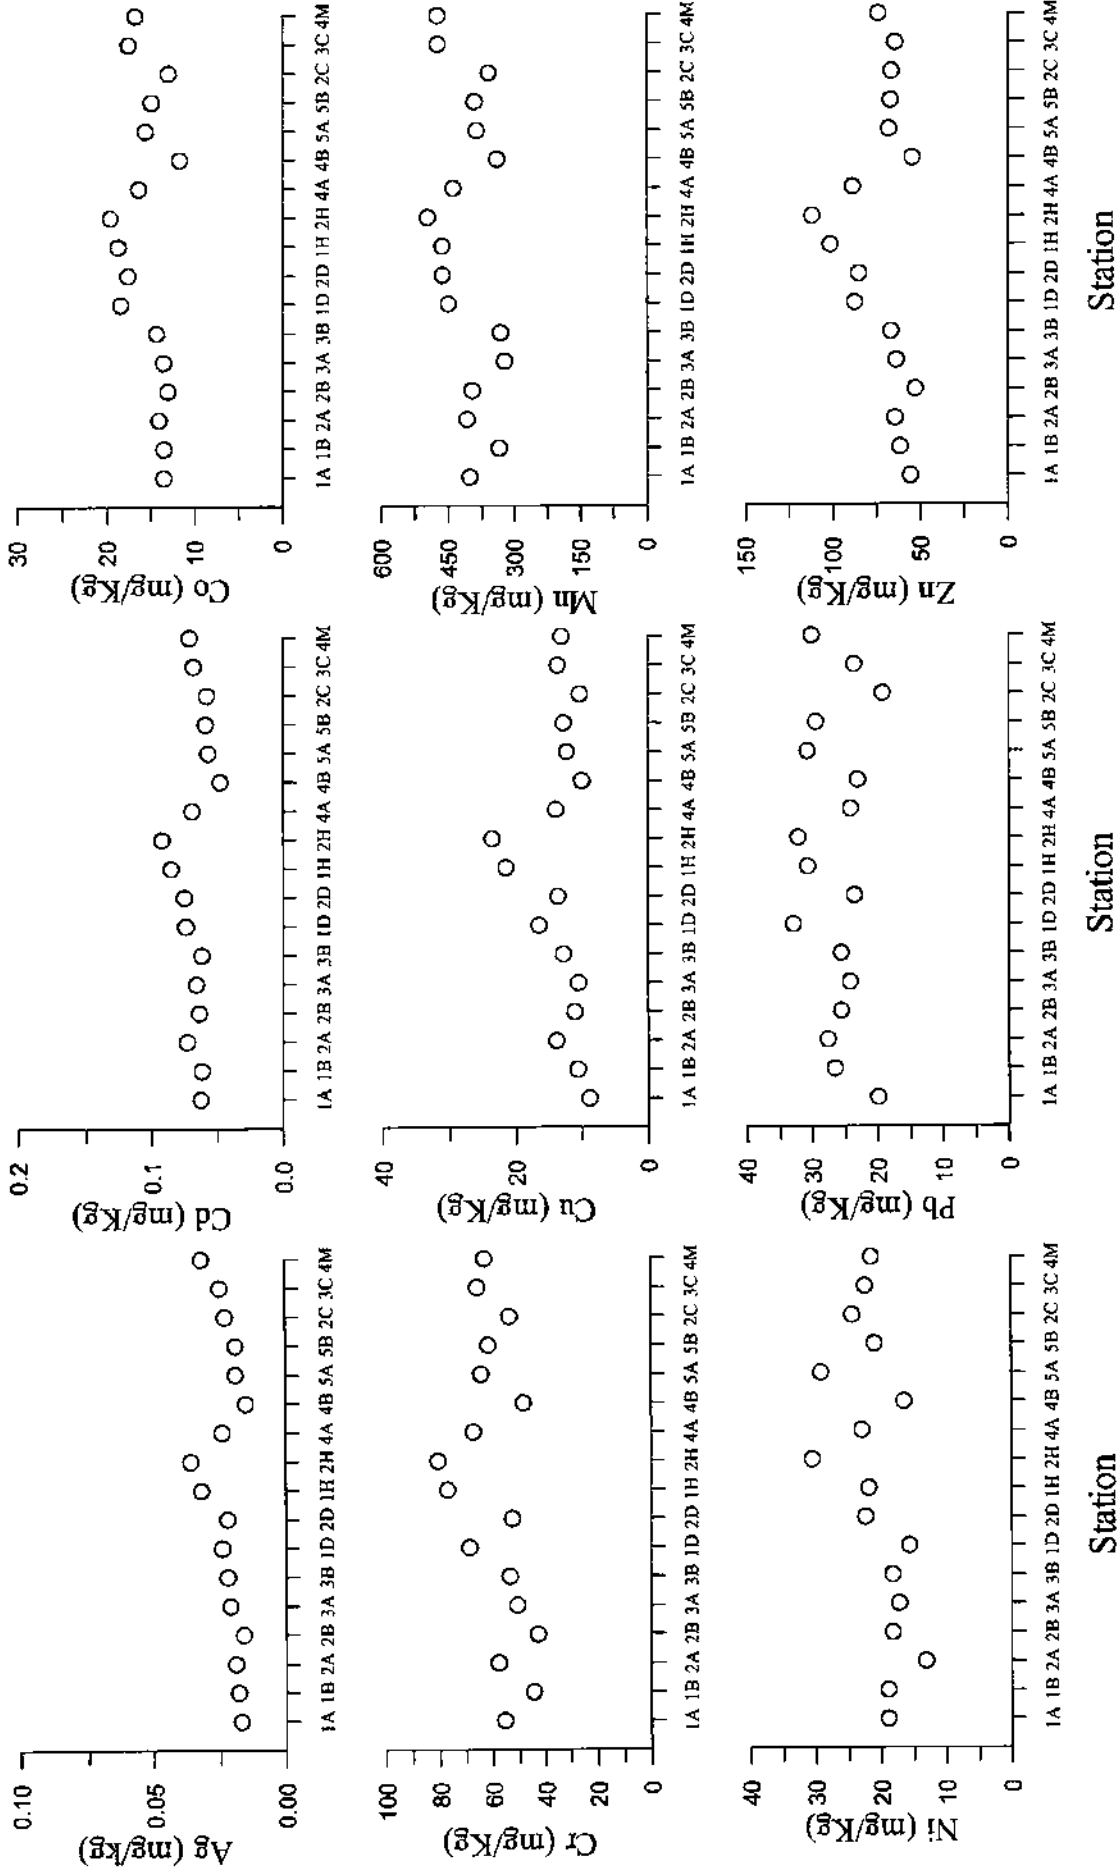 Ag (mg/kg)
0.10
0.05
0.00
1A 1B 2A 2B 3A 3B 1D 2D 1H 2H 4A 4B 5A 5B 2C 3C 4M
Cd (mg/Kg)
0.2
0.1
0.0
1A 1B 2A 2B 3A 3B 1D 2D 1H 2H 4A 4B 5A 5B 2C 3C 4M
Co (mg/Kg)
30
20
10
0
1A 1B 2A 2B 3A 3B 1D 2D 1H 2H 4A 4B 5A 5B 2C 3C 4M
Cr (mg/Kg)
100
80
60
40
20
0
1A 1B 2A 2B 3A 3B 1D 2D 1H 2H 4A 4B 5A 5B 2C 3C 4M
Cu (mg/Kg)
40
20
0
1A 1B 2A 2B 3A 3B 1D 2D 1H 2H 4A 4B 5A 5B 2C 3C 4M
Mn (mg/Kg)
600
450
300
150
0
1A 1B 2A 2B 3A 3B 1D 2D 1H 2H 4A 4B 5A 5B 2C 3C 4M
Ni (mg/Kg)
40
30
20
10
0
1A 1B 2A 2B 3A 3B 1D 2D 1H 2H 4A 4B 5A 5B 2C 3C 4M
Station
Pb (mg/Kg)
40
30
20
10
0
1A 1B 2A 2B 3A 3B 1D 2D 1H 2H 4A 4B 5A 5B 2C 3C 4M
Station
Zn (mg/Kg)
150
100
50
0
1A 1B 2A 2B 3A 3B 1D 2D 1H 2H 4A 4B 5A 5B 2C 3C 4M
Station